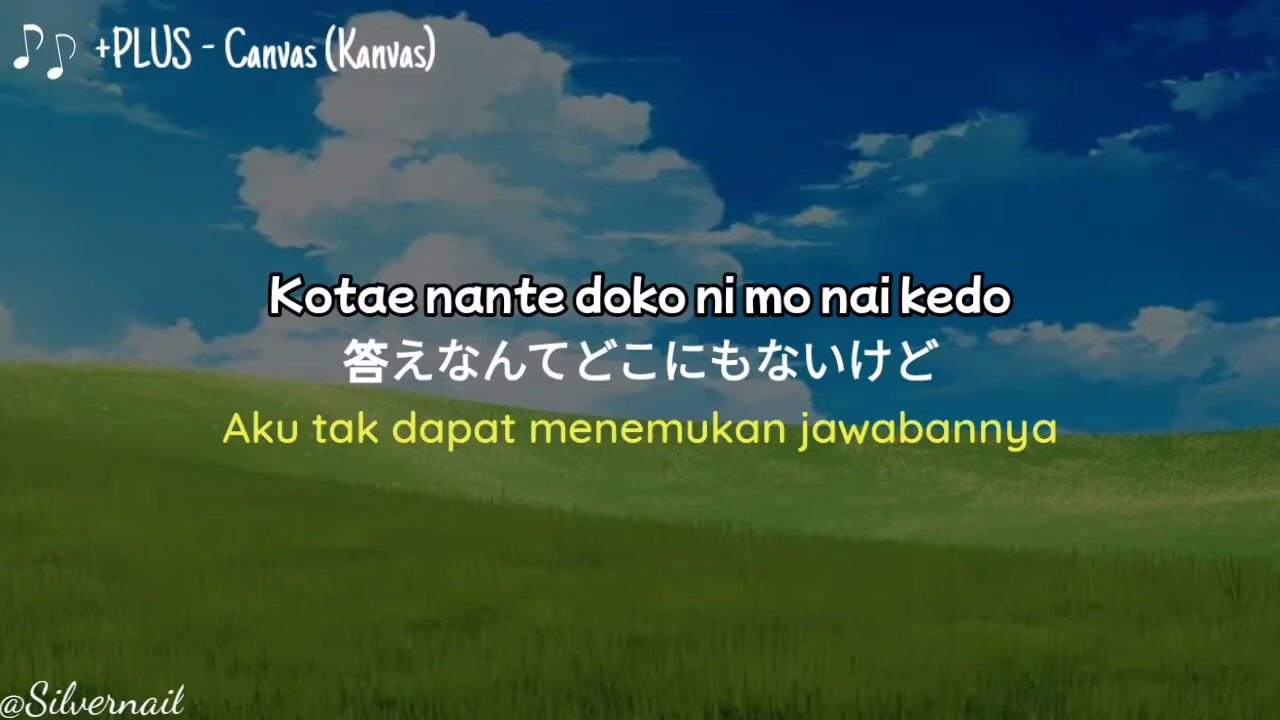 +PLUS - Canvas (Kanvas)
Kotae nante doko ni mo nai kedo
答えなんてどこにもないけど
Aku tak dapat menemukan jawabannya
@Silvernail